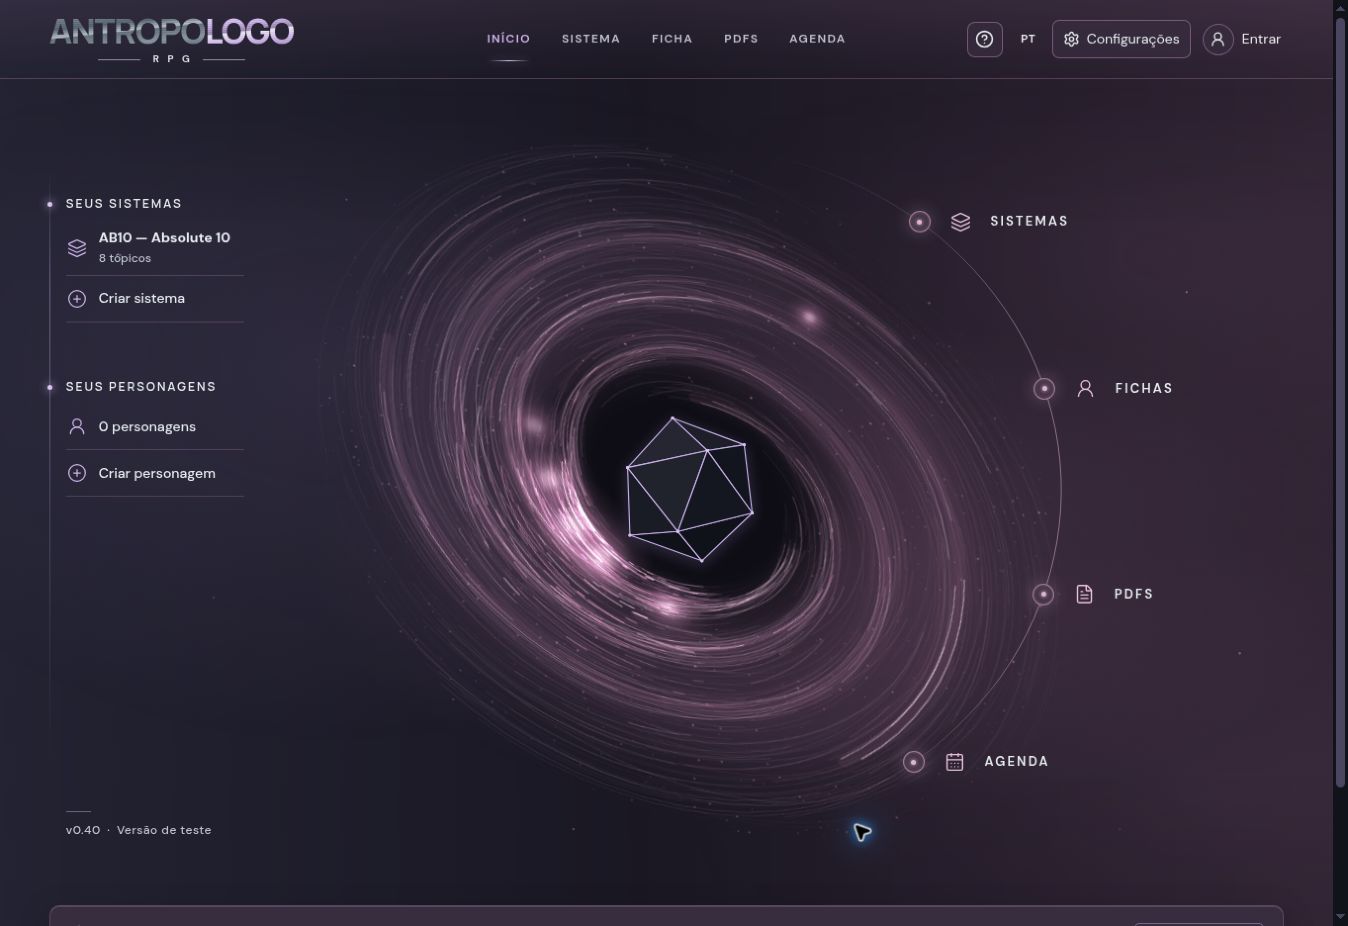 ANTROPOLOGO
RPG
INÍCIO
SISTEMA
FICHA
PDFS
AGENDA
PT
Configurações
Entrar
SEUS SISTEMAS
AB10 — Absolute 10
8 tópicos
Criar sistema
SEUS PERSONAGENS
0 personagens
Criar personagem
SISTEMAS
FICHAS
PDFS
AGENDA
v0.40 · Versão de teste